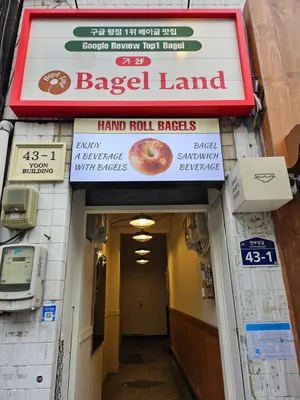 구글 평점 1위 베이글 맛집
Google Review Top1 Bagel
↗ 2F
Bagel Land
HAND ROLL BAGELS
ENJOY
A BEVERAGE
WITH BAGELS
BAGEL
SANDWICH
BEVERAGE
43-1
YOON
BUILDING
43-1